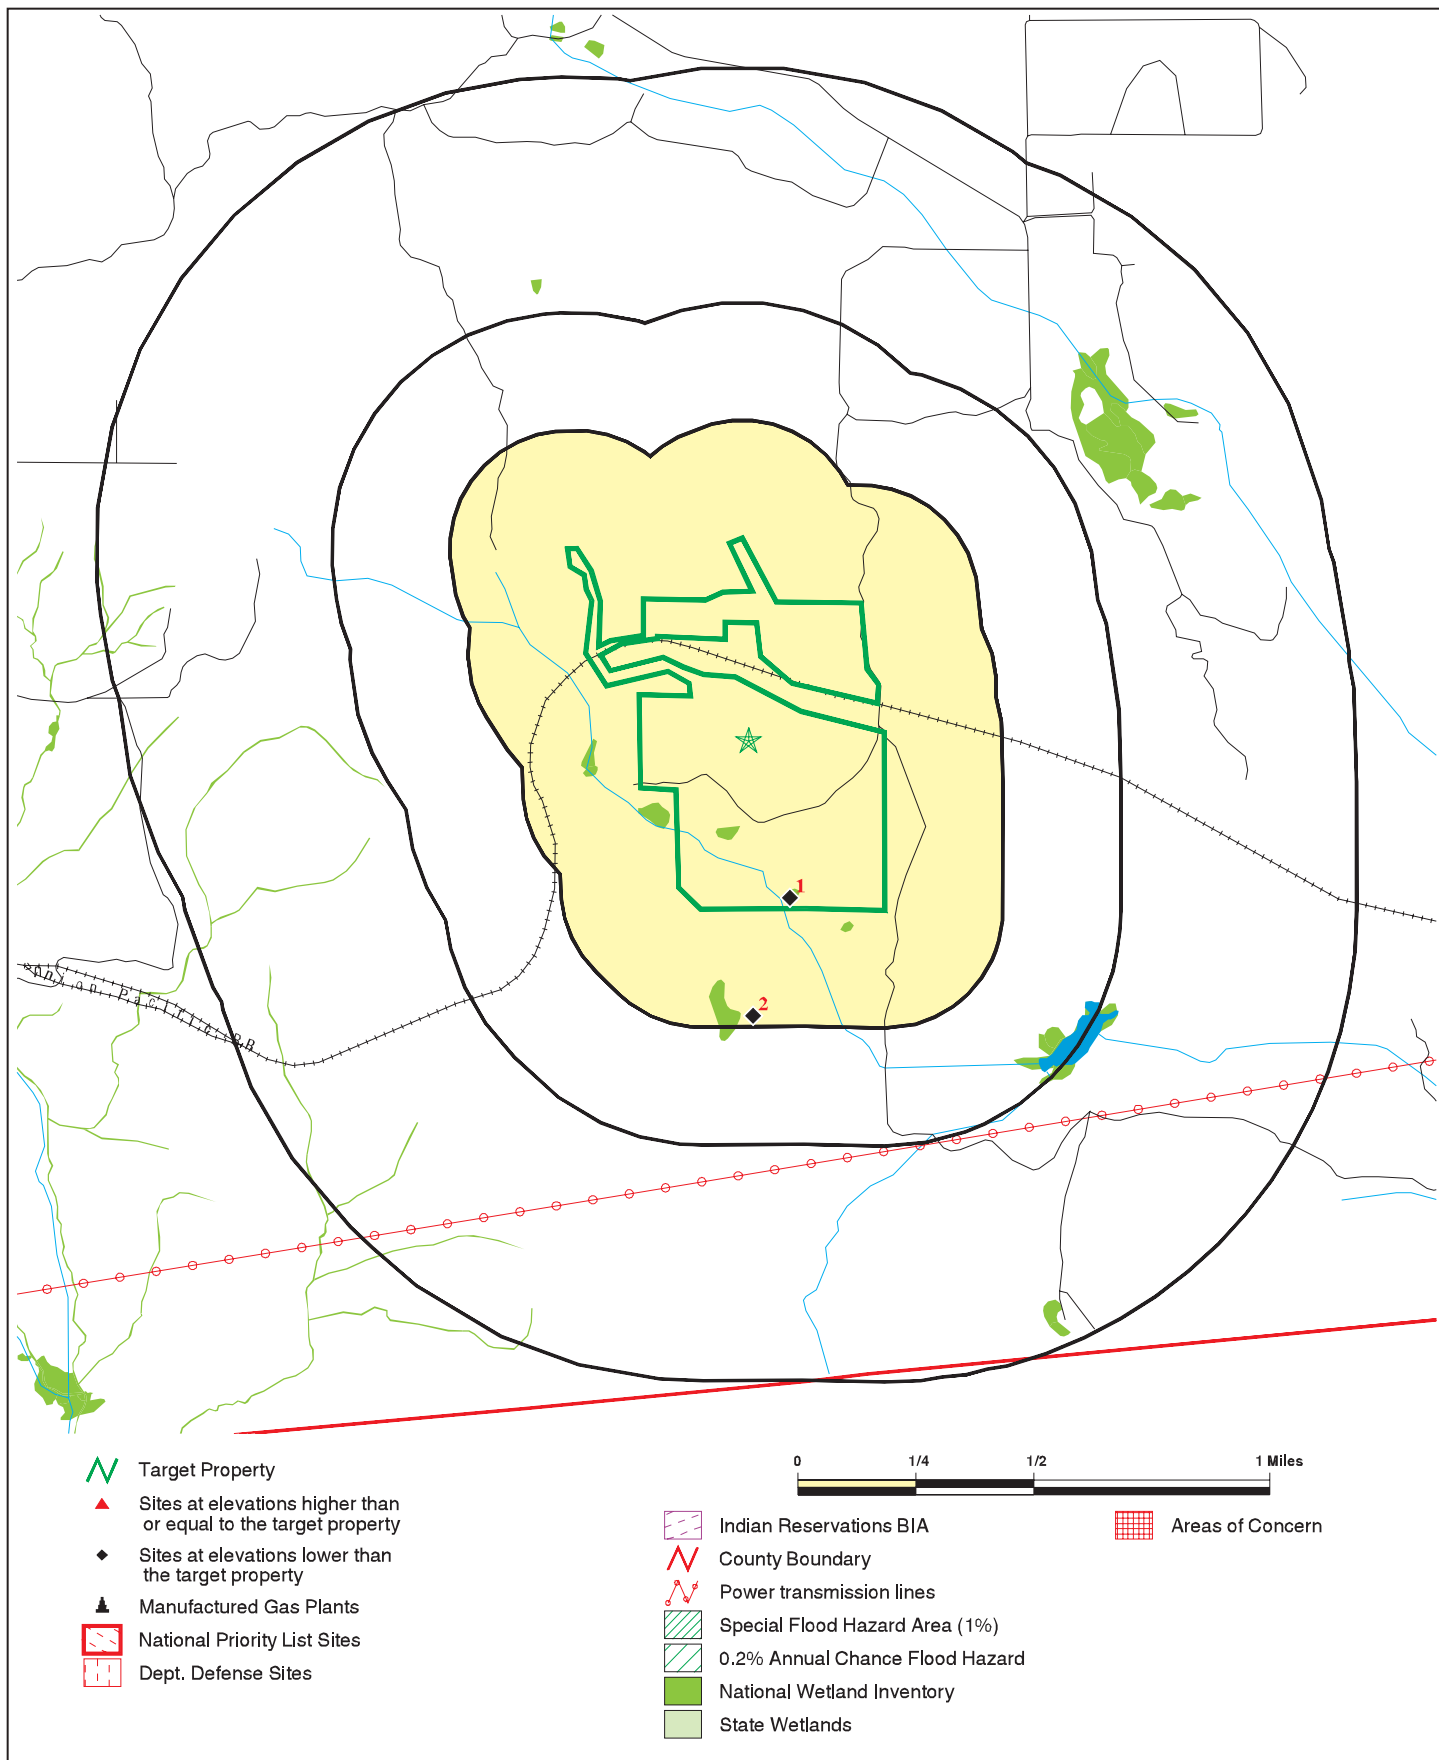 1
2
Union Pacific RR
0 1/4 1/2 1 Miles
Target Property
Sites at elevations higher than
or equal to the target property
Sites at elevations lower than
the target property
Manufactured Gas Plants
National Priority List Sites
Dept. Defense Sites
Indian Reservations BIA
County Boundary
Power transmission lines
Special Flood Hazard Area (1%)
0.2% Annual Chance Flood Hazard
National Wetland Inventory
State Wetlands
Areas of Concern